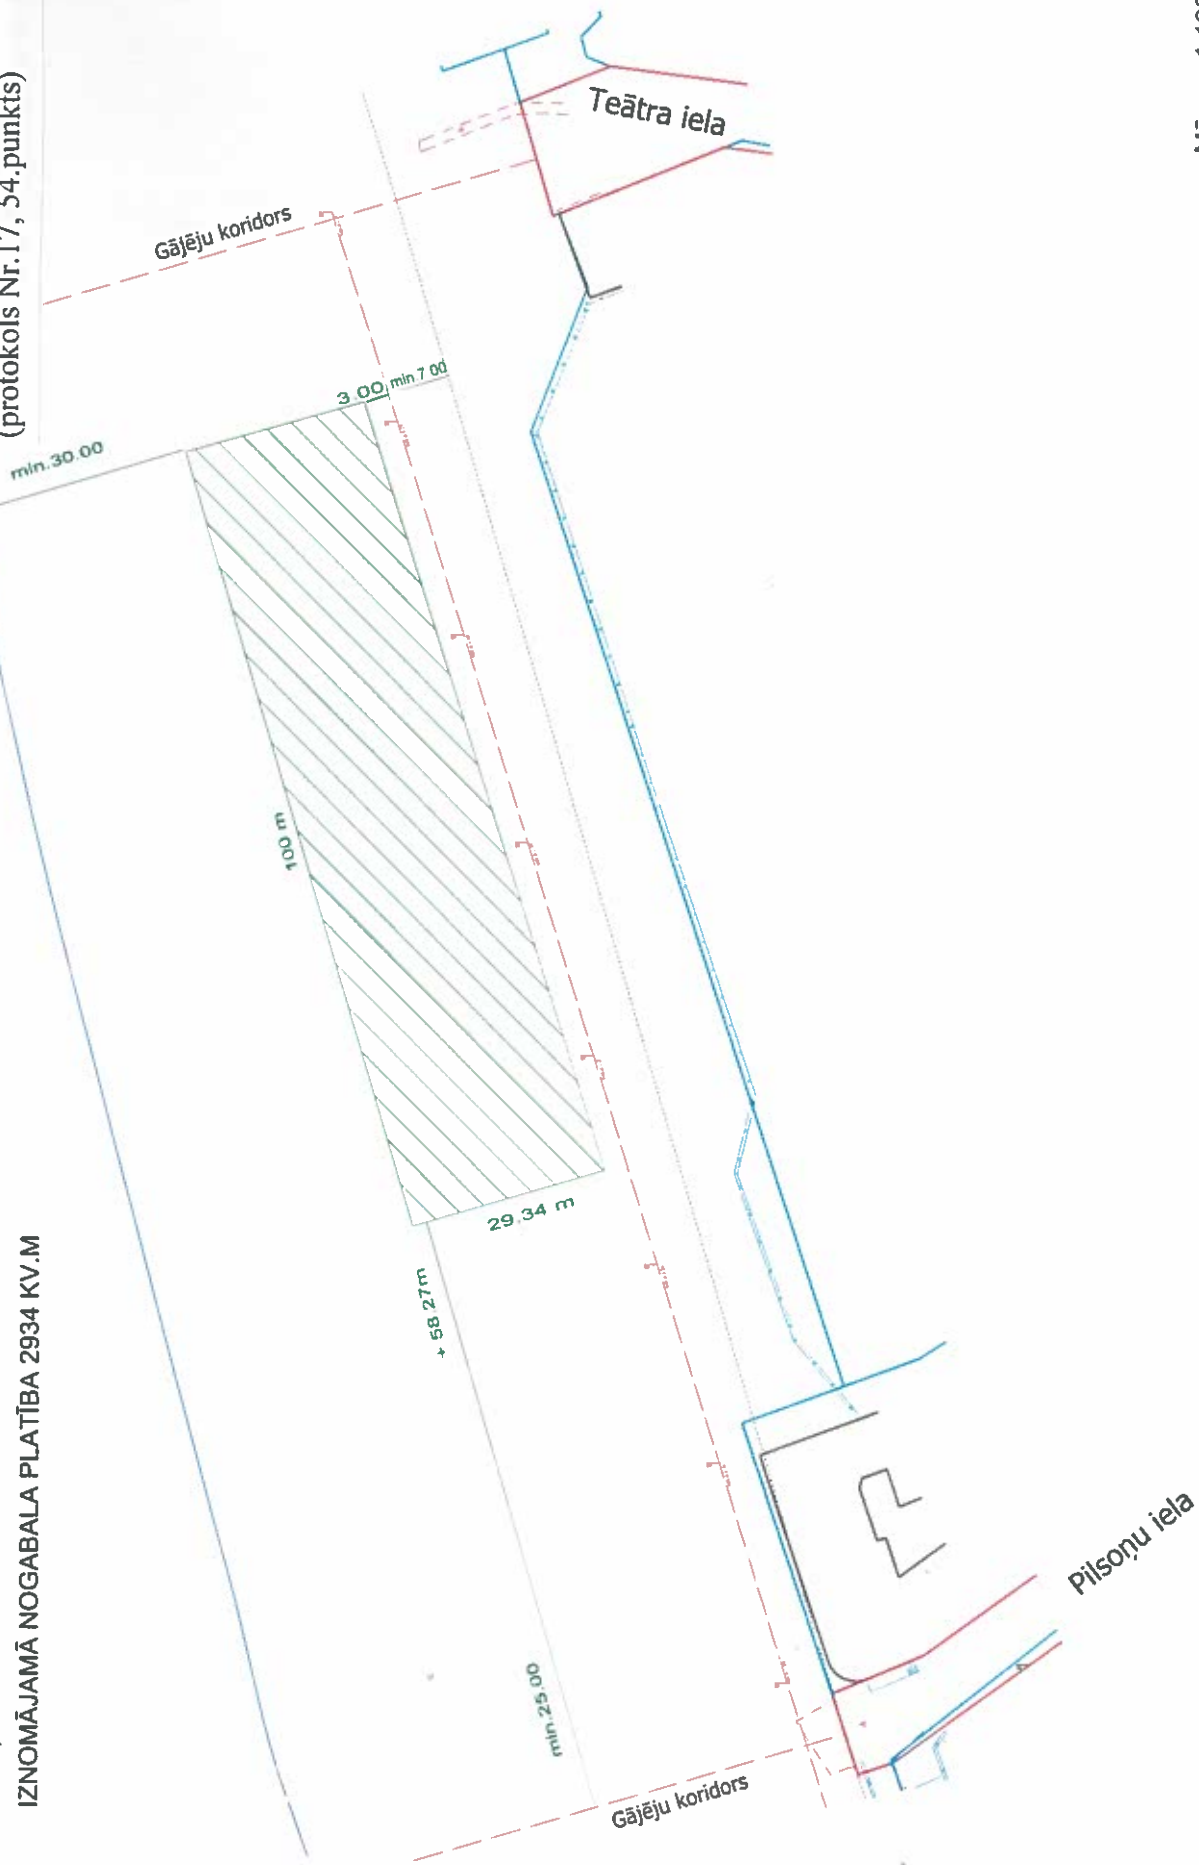 (protokols Nr.17, 54.punkts)
IZNOMĀJAMĀ NOGABALA PLATĪBA 2934 KV.M
Teātra iela
Gājēju koridors
min.30.00
3.00
min 7 00
100 m
29.34 m
+ 58.27m
min.25.00
Gājēju koridors
Pilsoņu iela